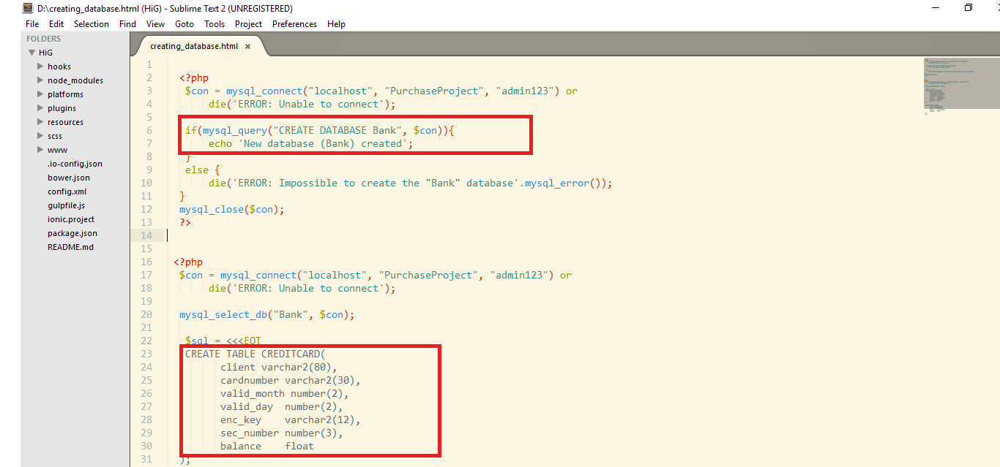 D:\creating_database.html (HiG) - Sublime Text 2 (UNREGISTERED)
File Edit Selection Find View Goto Tools Project Preferences Help
FOLDERS
HiG
hooks
node_modules
platforms
plugins
resources
scss
www
.io-config.json
bower.json
config.xml
gulpfile.js
ionic.project
package.json
README.md
creating_database.html ×
1
2 <?php
3 $con = mysql_connect("localhost", "PurchaseProject", "admin123") or
4 die('ERROR: Unable to connect');
5
6 if(mysql_query("CREATE DATABASE Bank", $con)){
7 echo 'New database (Bank) created';
8 }
9 else {
10 die('ERROR: Impossible to create the "Bank" database'.mysql_error());
11 }
12 mysql_close($con);
13 ?>
14
15
16 <?php
17 $con = mysql_connect("localhost", "PurchaseProject", "admin123") or
18 die('ERROR: Unable to connect');
19
20 mysql_select_db("Bank", $con);
21
22 $sql = <<<EOT
23 CREATE TABLE CREDITCARD(
24 client varchar2(80),
25 cardnumber varchar2(30),
26 valid_month number(2),
27 valid_day number(2),
28 enc_key varchar2(12),
29 sec_number number(3),
30 balance float
31 );